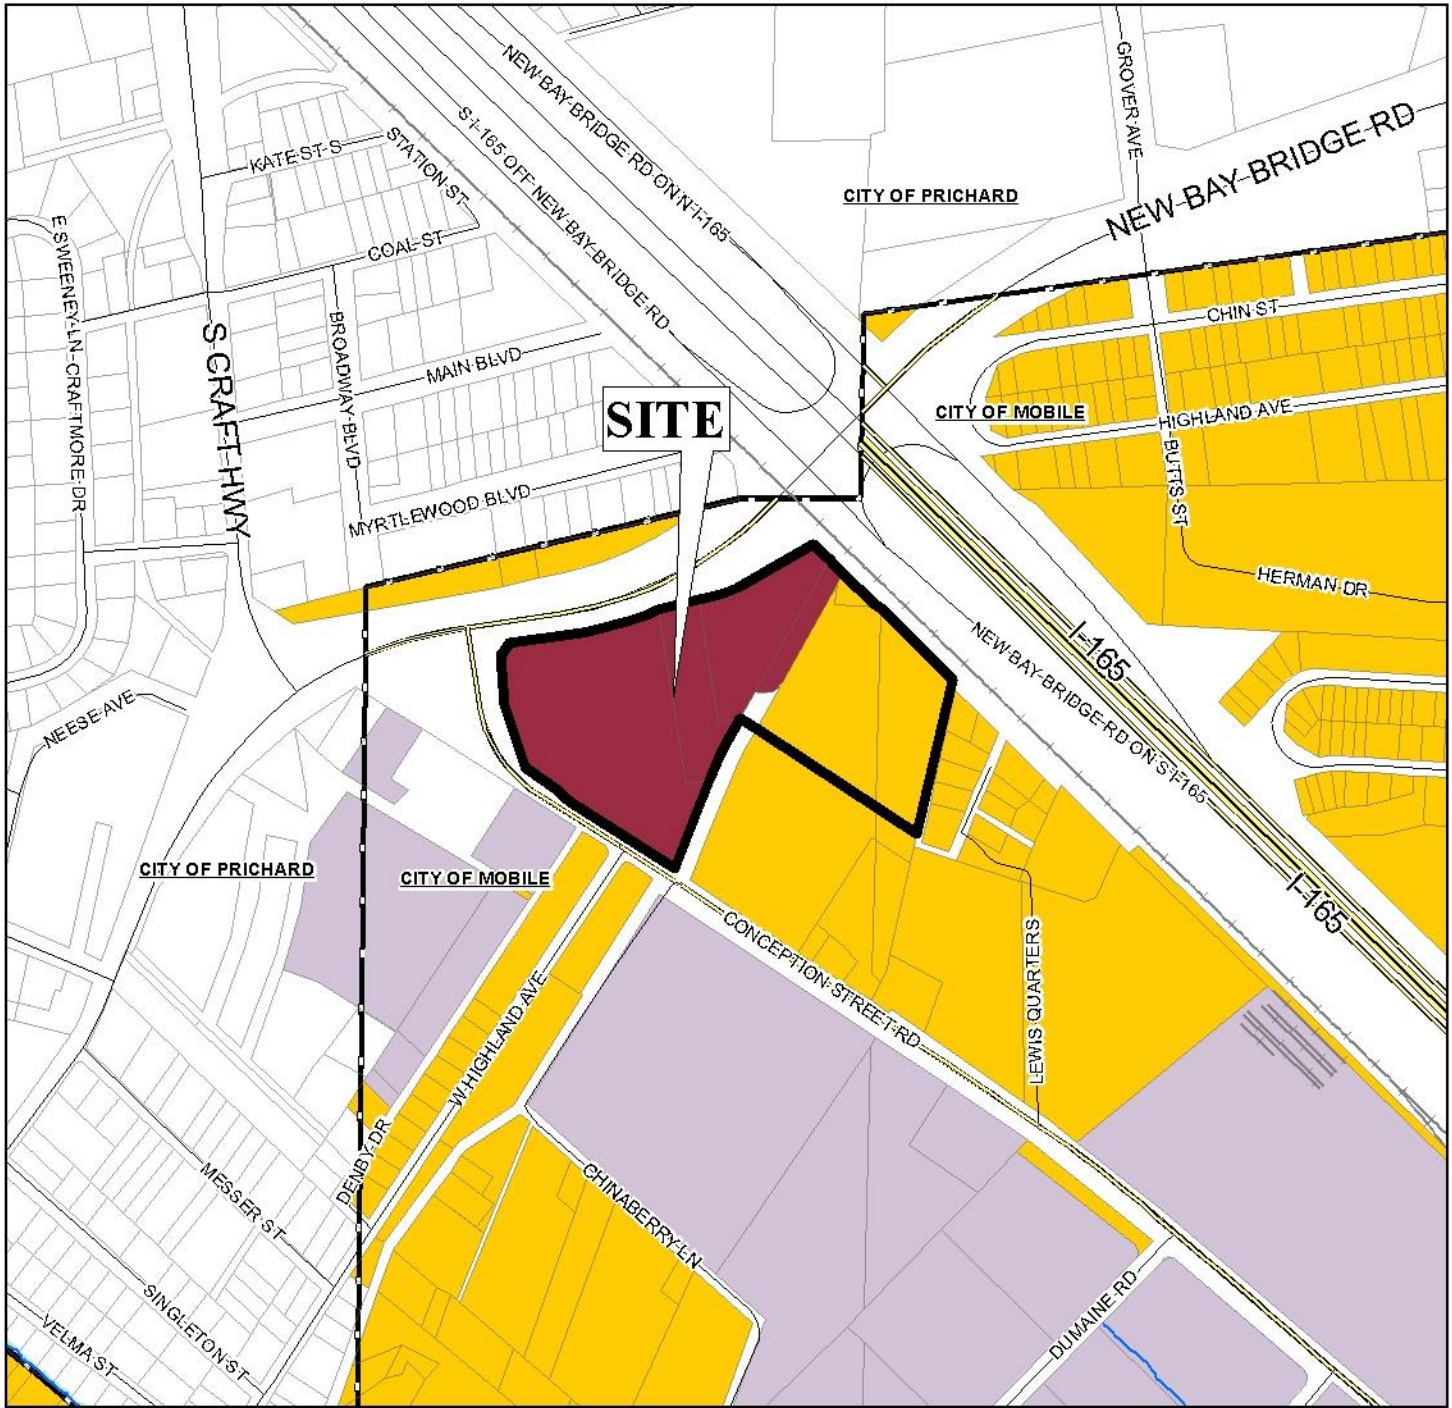 NEW BAY BRIDGE RD ON N I-165
GROVER AVE
S I-165 OFF NEW BAY BRIDGE RD
KATE ST S
STATION ST
CITY OF PRICHARD
NEW BAY BRIDGE RD
E SWEENEY LN-CRAFTMORE DR
COAL ST
S CRAFT HWY
BROADWAY BLVD
MAIN BLVD
CHIN ST
SITE
CITY OF MOBILE
HIGHLAND AVE
BUTTS ST
MYRTLEWOOD BLVD
HERMAN DR
I-165
NEW BAY BRIDGE RD ON S I-165
NEESE AVE
CITY OF PRICHARD
CITY OF MOBILE
I-165
CONCEPTION STREET RD
LEWIS QUARTERS
W HIGHLAND AVE
DENBY DR
MESSER ST
CHINABERRY LN
SINGLETON ST
VELMA ST
DUMAINE RD